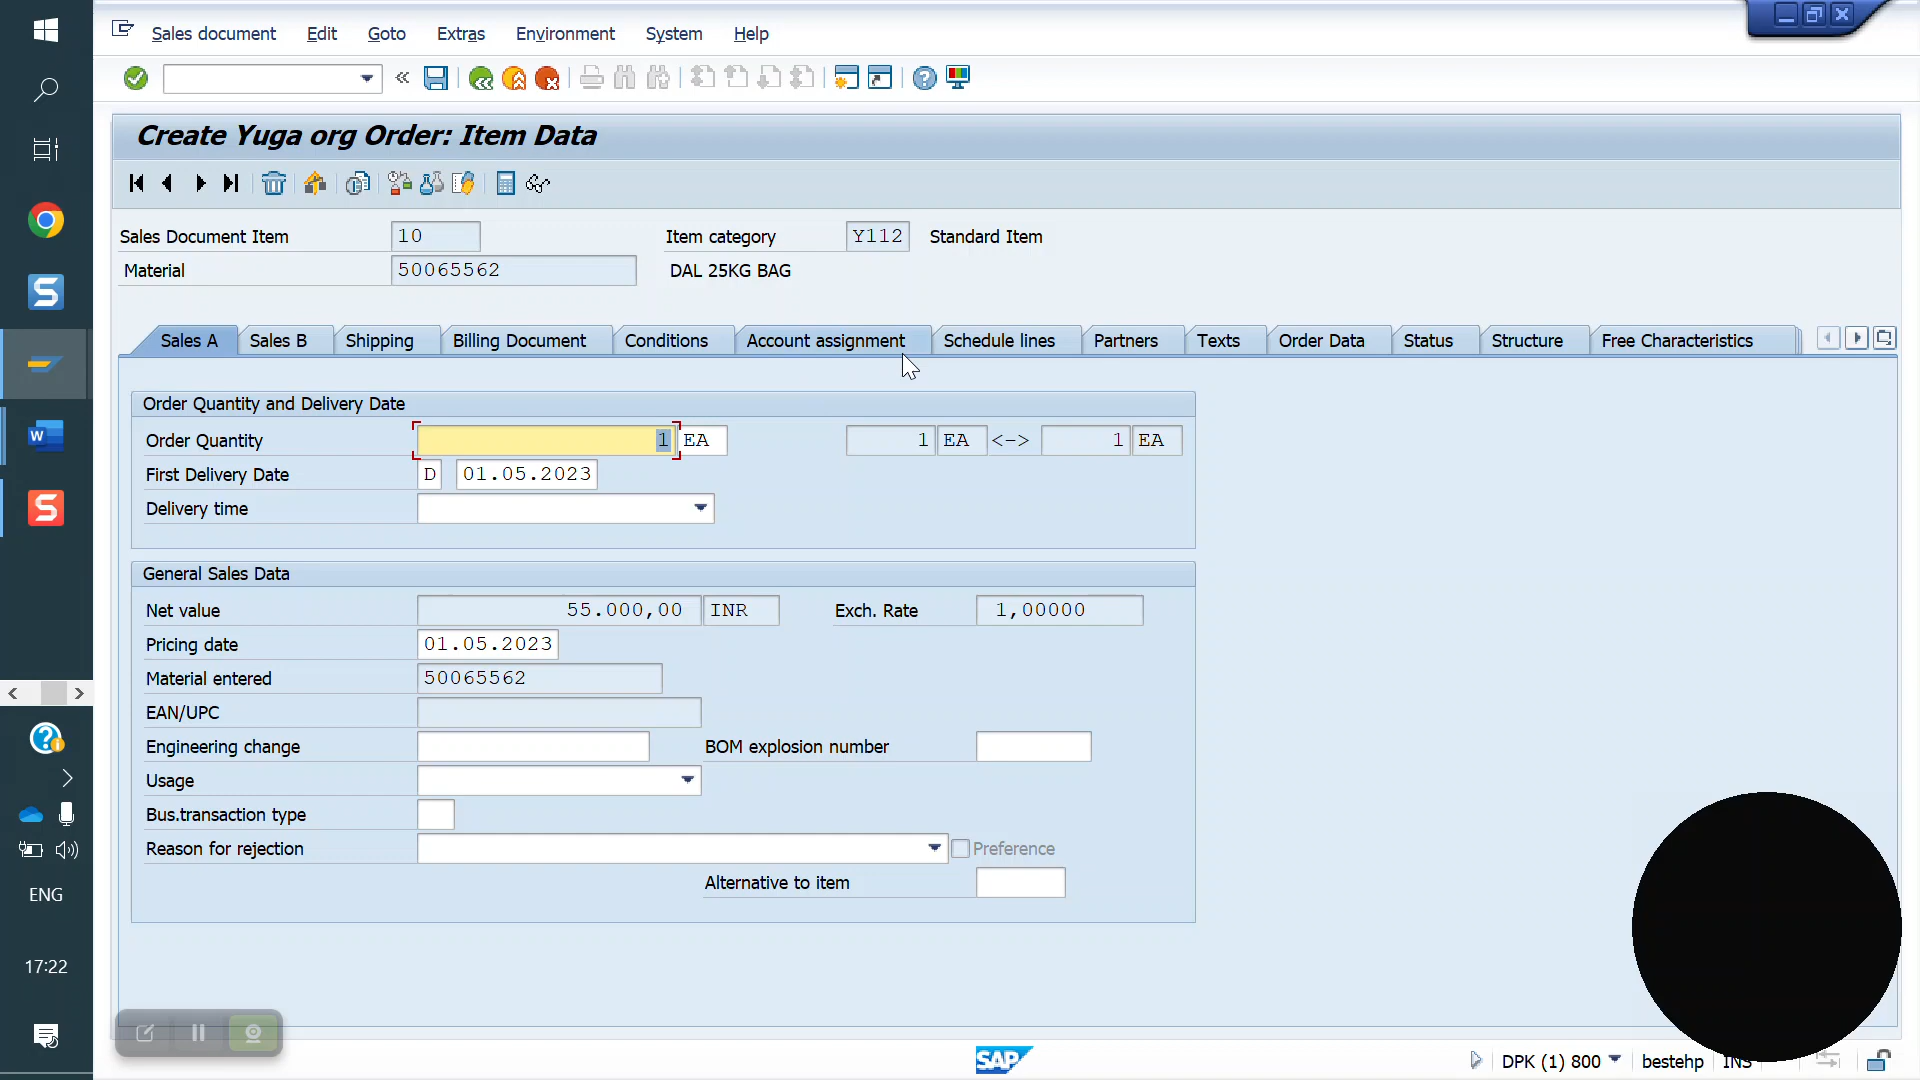 Sales document Edit Goto Extras Environment System Help
Create Yuga org Order: Item Data
Sales Document Item 10 Item category Y112 Standard Item
Material 50065562 DAL 25KG BAG
Sales A Sales B Shipping Billing Document Conditions Account assignment Schedule lines Partners Texts Order Data Status Structure Free Characteristics
Order Quantity and Delivery Date
Order Quantity 1 EA 1 EA <-> 1 EA
First Delivery Date D 01.05.2023
Delivery time
General Sales Data
Net value 55.000,00 INR Exch. Rate 1,00000
Pricing date 01.05.2023
Material entered 50065562
EAN/UPC
Engineering change BOM explosion number
Usage
Bus.transaction type
Reason for rejection Preference
Alternative to item
ENG
17:22
SAP DPK (1) 800 bestehp INS